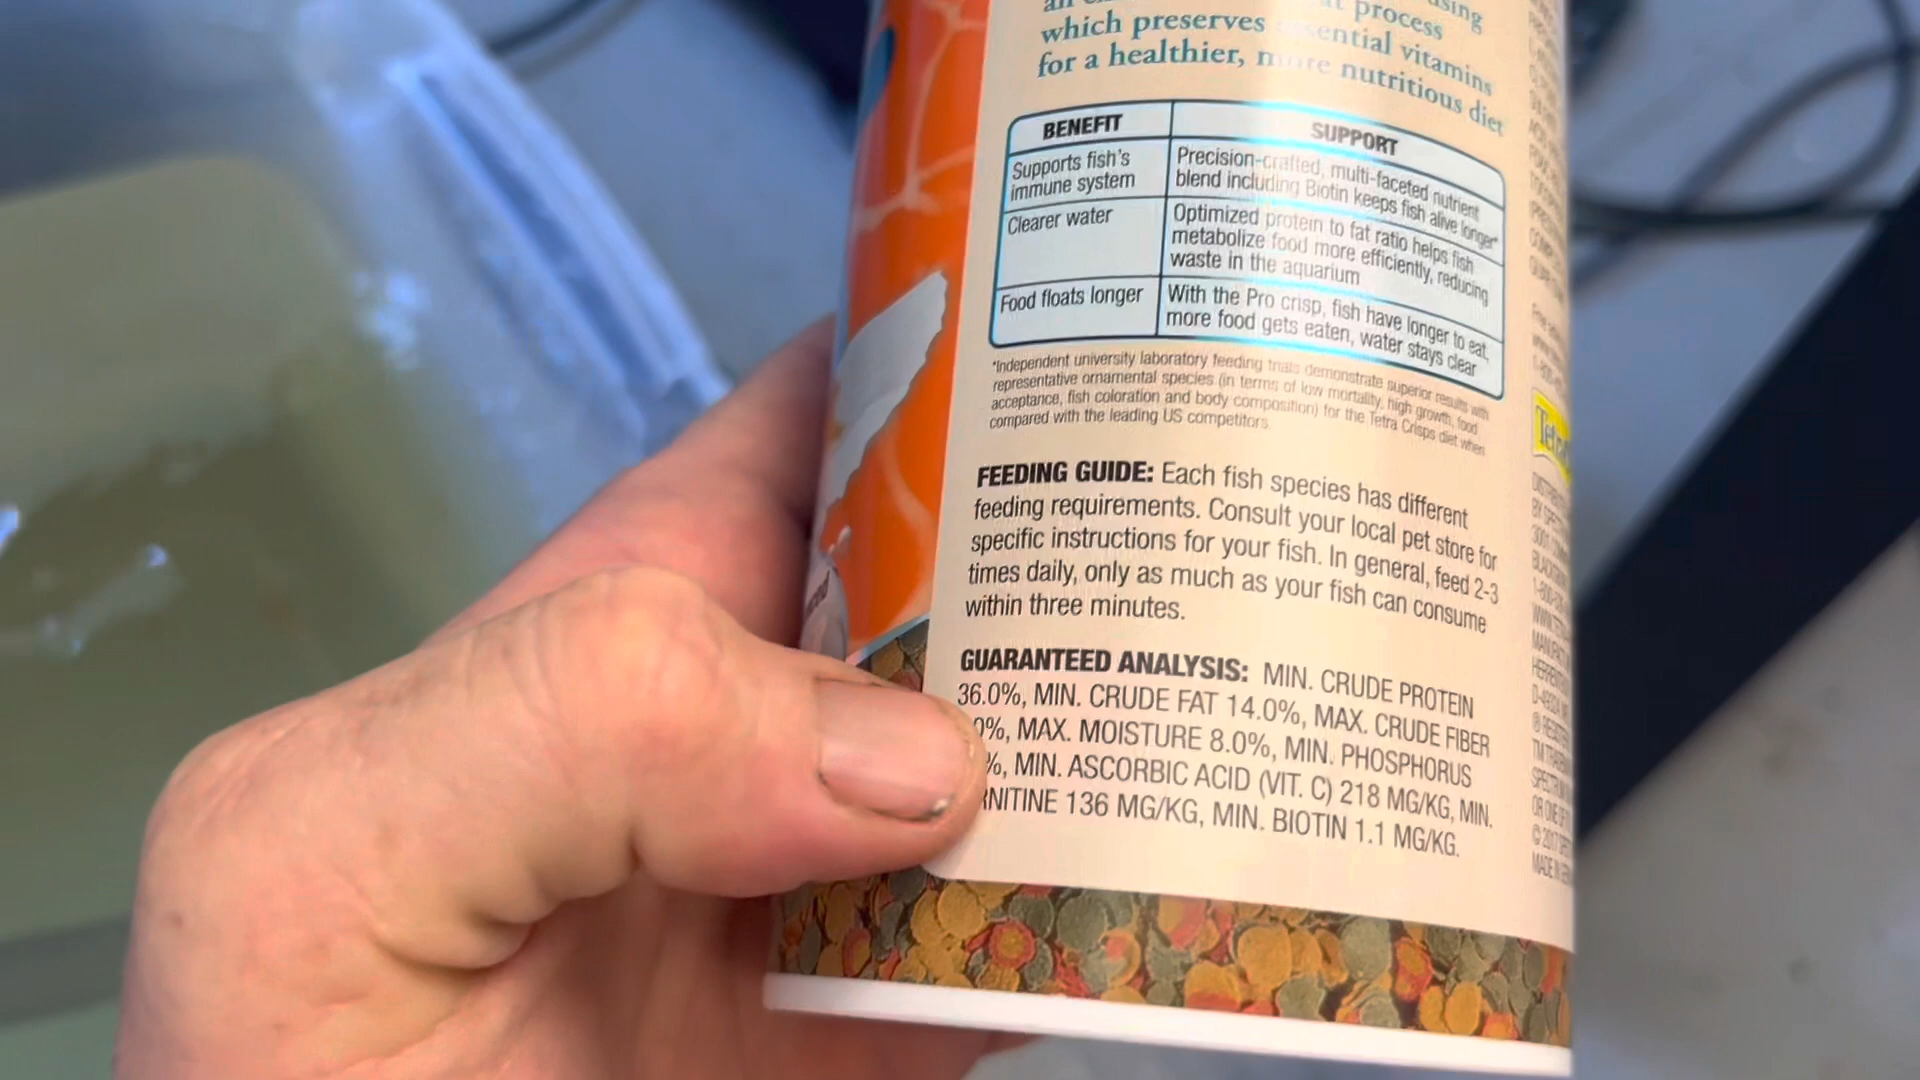 using
process
which preserves vitamins
for a healthier, more nutritious diet
BENEFIT
SUPPORT
Supports fish's
immune system
Precision-crafted, multi-faceted nutrient
blend including Biotin keeps fish alive longer*
Clearer water
Optimized protein to fat ratio helps fish
metabolize food more efficiently, reducing
waste in the aquarium
Food floats longer
With the Pro crisp, fish have longer to eat,
more food gets eaten, water stays clear
*Independent university laboratory feeding trials demonstrate superior results with
representative ornamental species (in terms of low mortality, high growth, food
acceptance, fish coloration and body composition) for the Tetra Crisps diet when
compared with the leading US competitors.
FEEDING GUIDE: Each fish species has different
feeding requirements. Consult your local pet store for
specific instructions for your fish. In general, feed 2-3
times daily, only as much as your fish can consume
within three minutes.
GUARANTEED ANALYSIS: MIN. CRUDE PROTEIN
36.0%, MIN. CRUDE FAT 14.0%, MAX. CRUDE FIBER
0%, MAX. MOISTURE 8.0%, MIN. PHOSPHORUS
%, MIN. ASCORBIC ACID (VIT. C) 218 MG/KG, MIN.
RNITINE 136 MG/KG, MIN. BIOTIN 1.1 MG/KG.